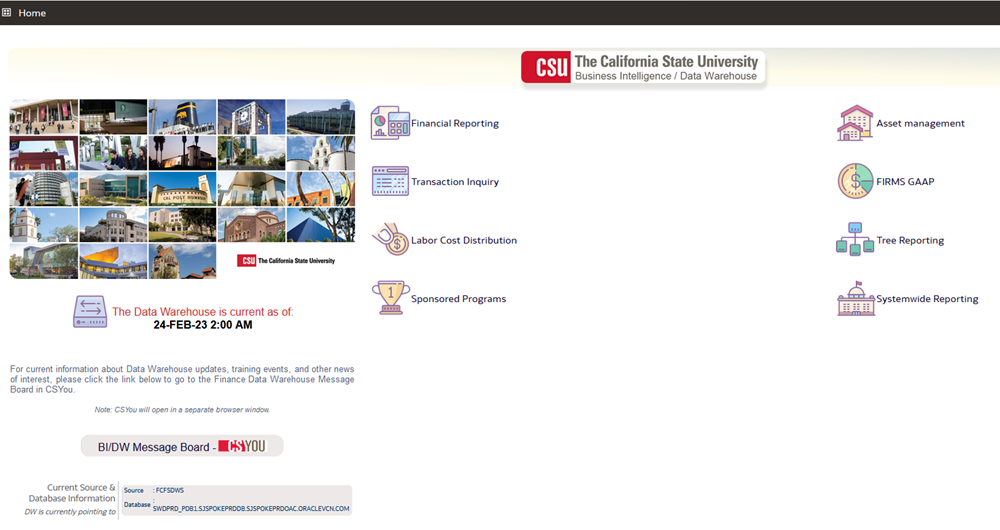 Home
CSU The California State University
Business Intelligence / Data Warehouse
Financial Reporting
Asset management
Transaction Inquiry
FIRMS GAAP
Labor Cost Distribution
Tree Reporting
Sponsored Programs
1
Systemwide Reporting
CAL POLY POMONA
CSU The California State University
The Data Warehouse is current as of:
24-FEB-23 2:00 AM
For current information about Data Warehouse updates, training events, and other news
of interest, please click the link below to go to the Finance Data Warehouse Message
Board in CSYou.
Note: CSYou will open in a separate browser window.
BI/DW Message Board - CSYOU
Current Source &
Database Information
DW is currently pointing to
Source : FCFSDWS
Database :
SWDPRD_PDB1.SJSPOKEPRDDB.SJSPOKEPRDOAC.ORACLEVCN.COM